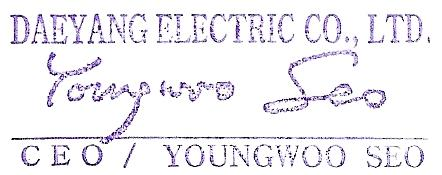 DAEYANG ELECTRIC CO., LTD.
Youngwoo Seo
CEO / YOUNGWOO SEO